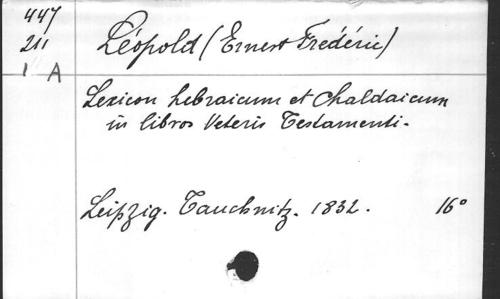 447
211
1 A
Léopold (Ernest Frédéric)
Lexicon hebraicum et Chaldaicum
in libros Veteris Testamenti.
Leipzig. Tauchnitz. 1832. 16°